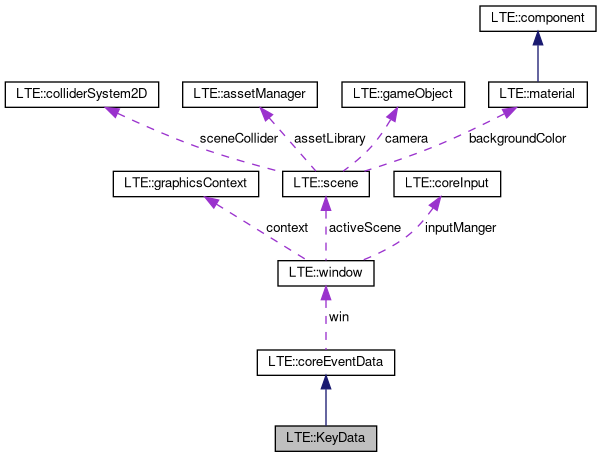 LTE::component
LTE::colliderSystem2D
LTE::assetManager
LTE::gameObject
LTE::material
sceneCollider
assetLibrary
camera
backgroundColor
LTE::graphicsContext
LTE::scene
LTE::coreInput
context
activeScene
inputManger
LTE::window
win
LTE::coreEventData
LTE::KeyData